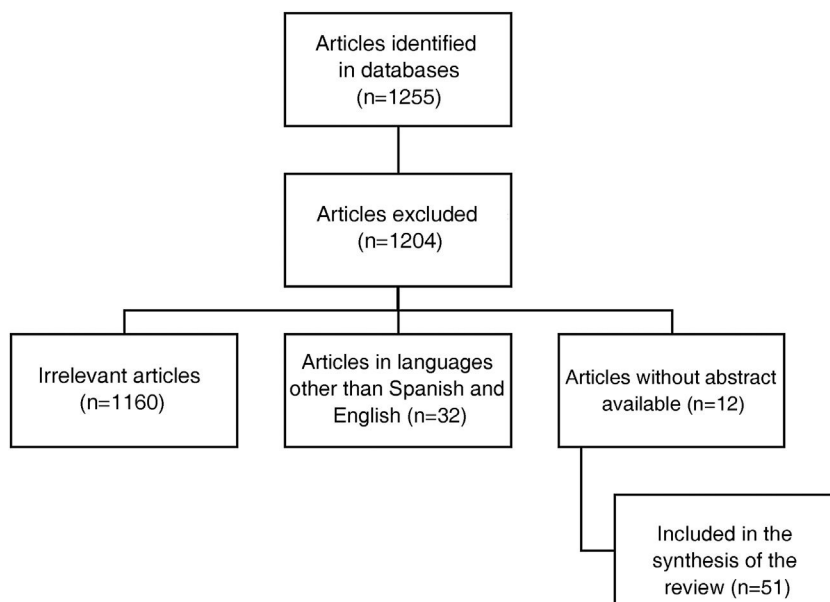 Articles identified
in databases
(n=1255)
Articles excluded
(n=1204)
Irrelevant articles
(n=1160)
Articles in languages
other than Spanish and
English (n=32)
Articles without abstract
available (n=12)
Included in the
synthesis of the
review (n=51)